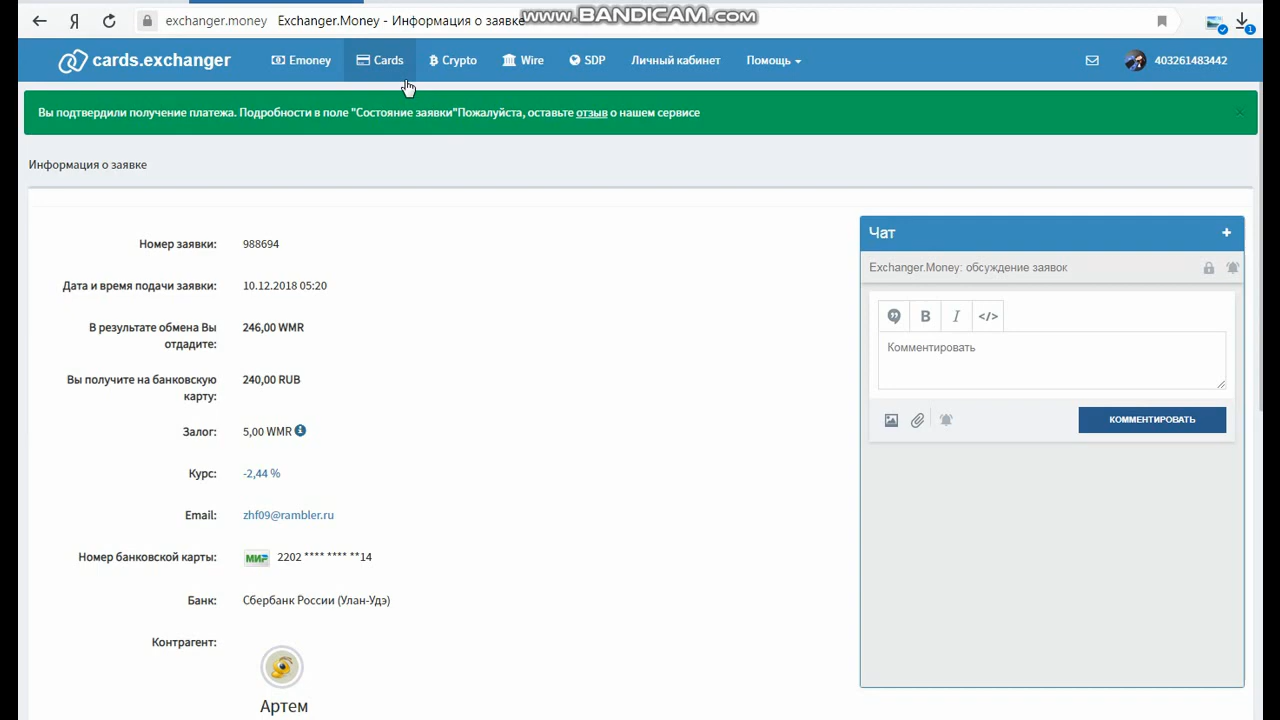 www.BANDICAM.com
Я exchanger.money Exchanger.Money - Информация о заявке
1
cards.exchanger Emoney Cards Crypto Wire SDP Личный кабинет Помощь 403261483442
Вы подтвердили получение платежа. Подробности в поле "Состояние заявки"Пожалуйста, оставьте отзыв о нашем сервисе
Информация о заявке
Номер заявки: 988694
Дата и время подачи заявки: 10.12.2018 05:20
В результате обмена Вы отдадите: 246,00 WMR
Вы получите на банковскую карту: 240,00 RUB
Залог: 5,00 WMR
Курс: -2,44 %
Email: zhf09@rambler.ru
Номер банковской карты: МИР 2202 **** **** **14
Банк: Сбербанк России (Улан-Удэ)
Контрагент:
Артем
Чат +
Exchanger.Money: обсуждение заявок
B I </>
Комментировать
КОММЕНТИРОВАТЬ